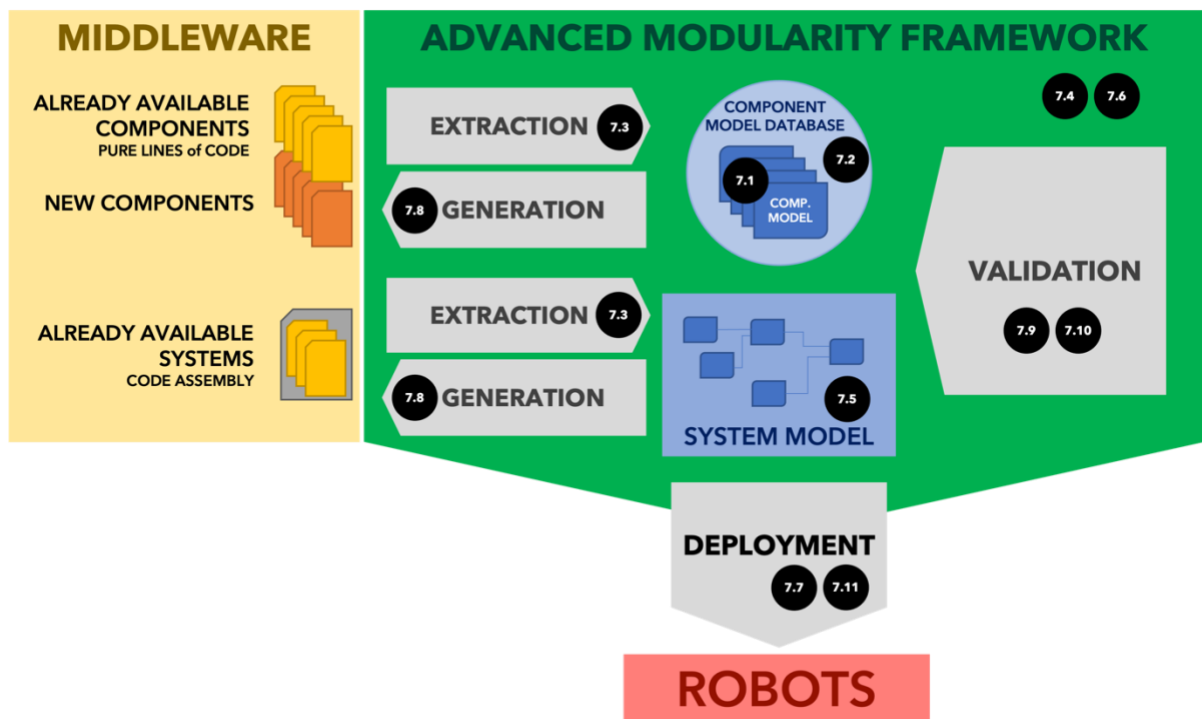 MIDDLEWARE
ALREADY AVAILABLE
COMPONENTS
PURE LINES of CODE
NEW COMPONENTS
ALREADY AVAILABLE
SYSTEMS
CODE ASSEMBLY
ADVANCED MODULARITY FRAMEWORK
7.4 7.6
EXTRACTION 7.3
7.8 GENERATION
COMPONENT
MODEL DATABASE
7.2
7.1
COMP.
MODEL
VALIDATION
7.9 7.10
EXTRACTION 7.3
7.8 GENERATION
7.5
SYSTEM MODEL
DEPLOYMENT
7.7 7.11
ROBOTS